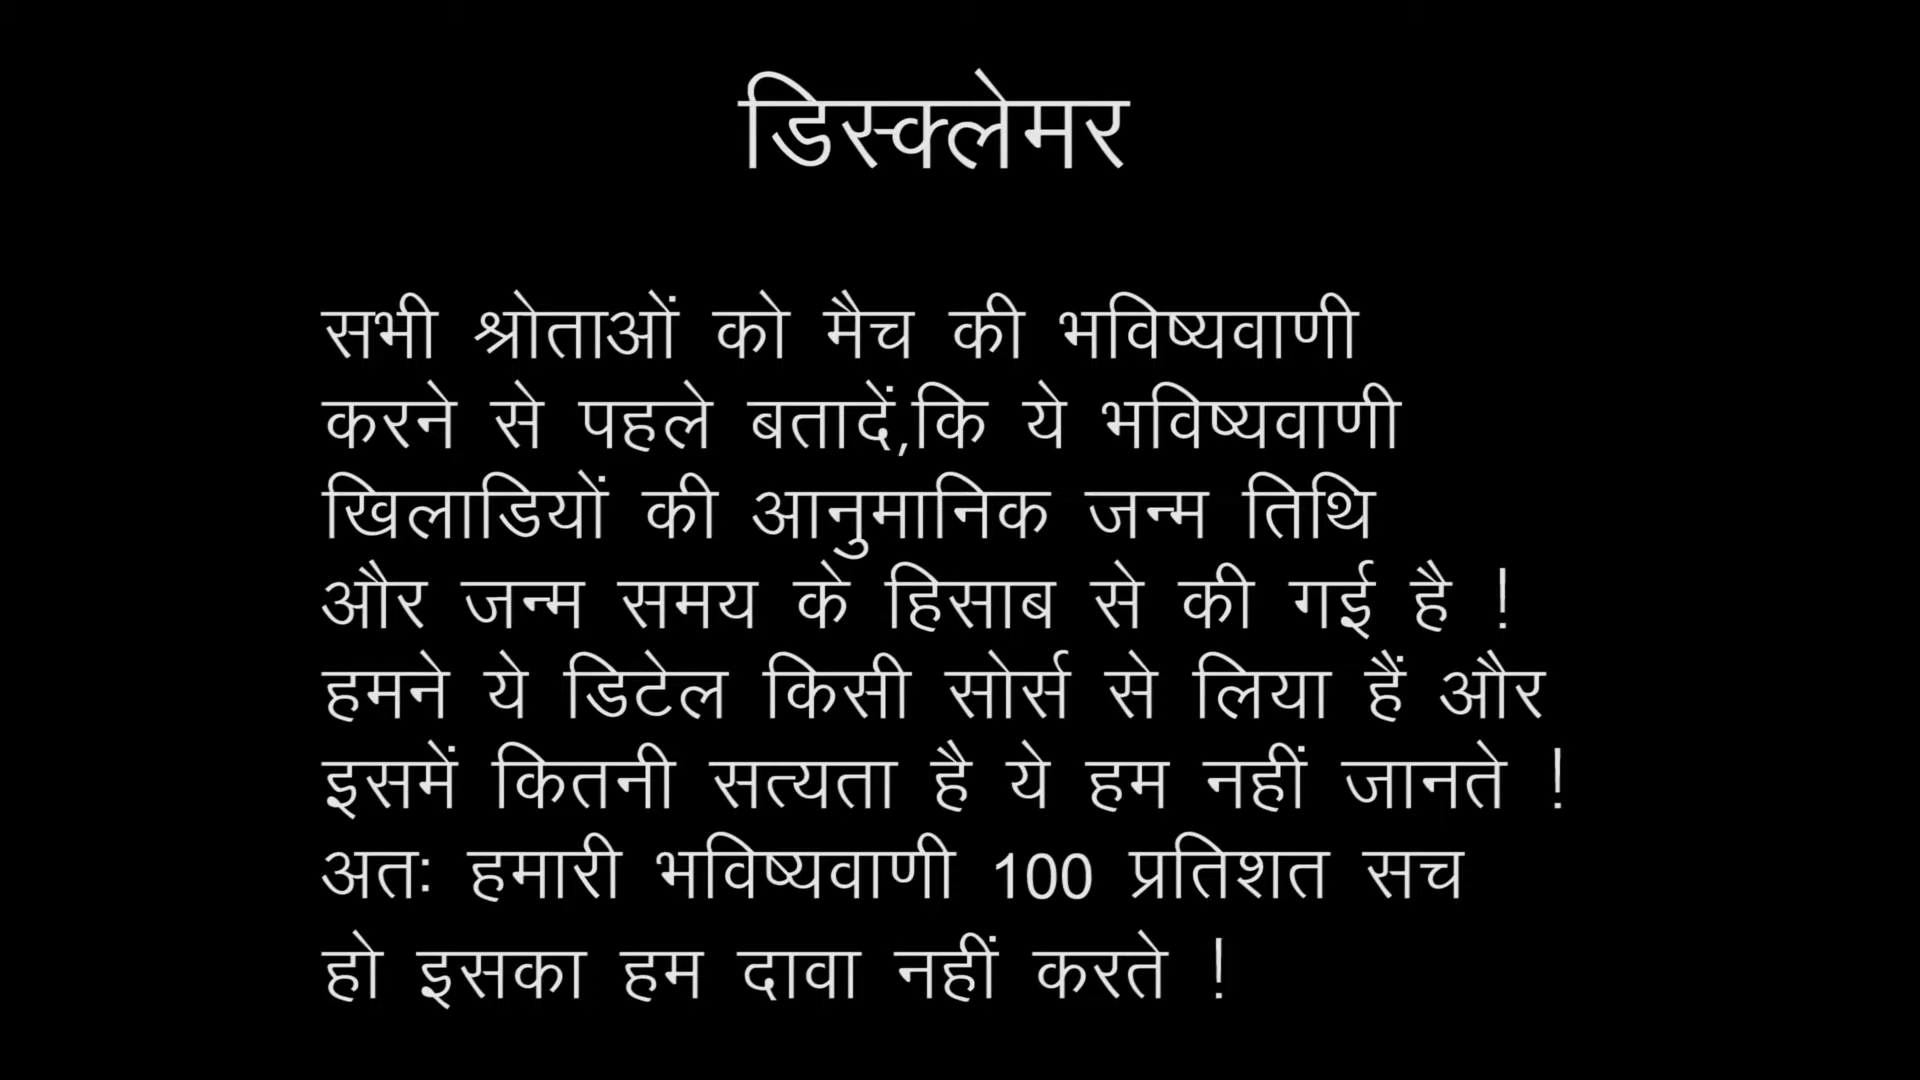 डिस्क्लेमर
सभी श्रोताओं को मैच की भविष्यवाणी
करने से पहले बतादें,कि ये भविष्यवाणी
खिलाडियों की आनुमानिक जन्म तिथि
और जन्म समय के हिसाब से की गई है !
हमने ये डिटेल किसी सोर्स से लिया हैं और
इसमें कितनी सत्यता है ये हम नहीं जानते !
अतः हमारी भविष्यवाणी 100 प्रतिशत सच
हो इसका हम दावा नहीं करते !